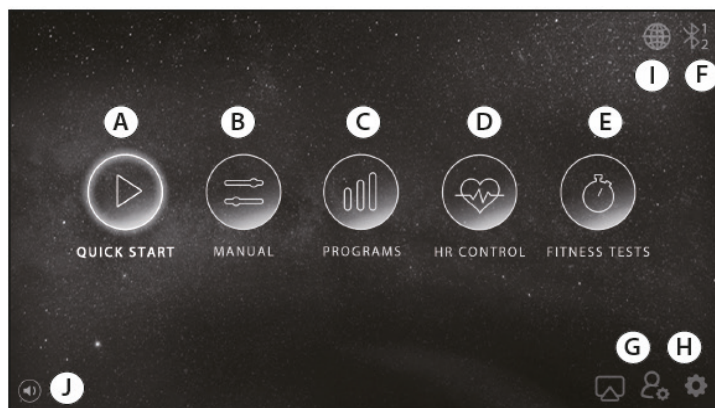 I F
1
2
A B C D E
QUICK START MANUAL PROGRAMS HR CONTROL FITNESS TESTS
G H
J